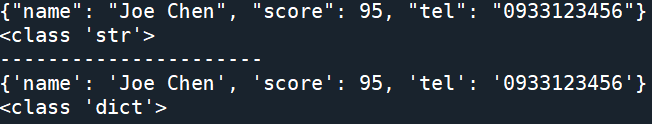 {"name": "Joe Chen", "score": 95, "tel": "0933123456"}
<class 'str'>
----------------------
{'name': 'Joe Chen', 'score': 95, 'tel': '0933123456'}
<class 'dict'>